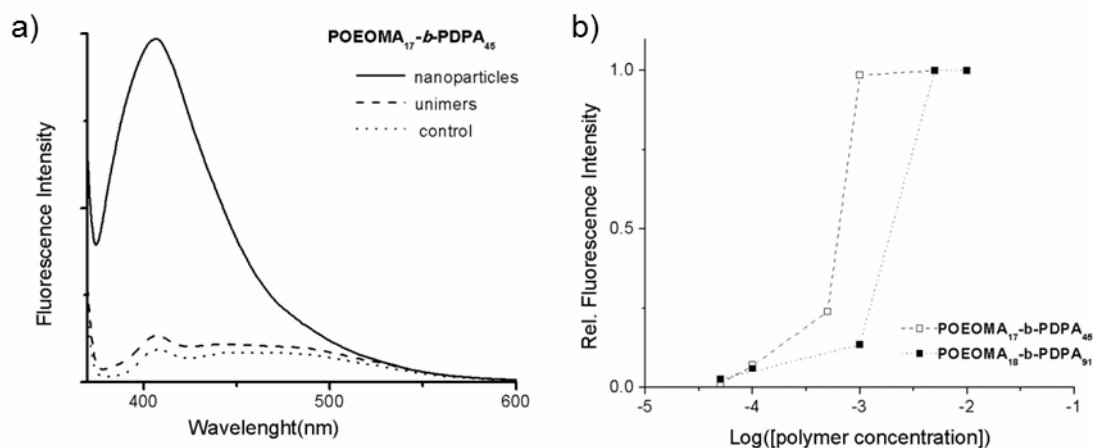 a)
POEOMA17-b-PDPA45
nanoparticles
unimers
control
Fluorescence Intensity
400
500
600
Wavelenght(nm)
b)
1.0
0.5
0.0
Rel. Fluorescence Intensity
POEOMA17-b-PDPA45
POEOMA18-b-PDPA91
-5
-4
-3
-2
-1
Log([polymer concentration])